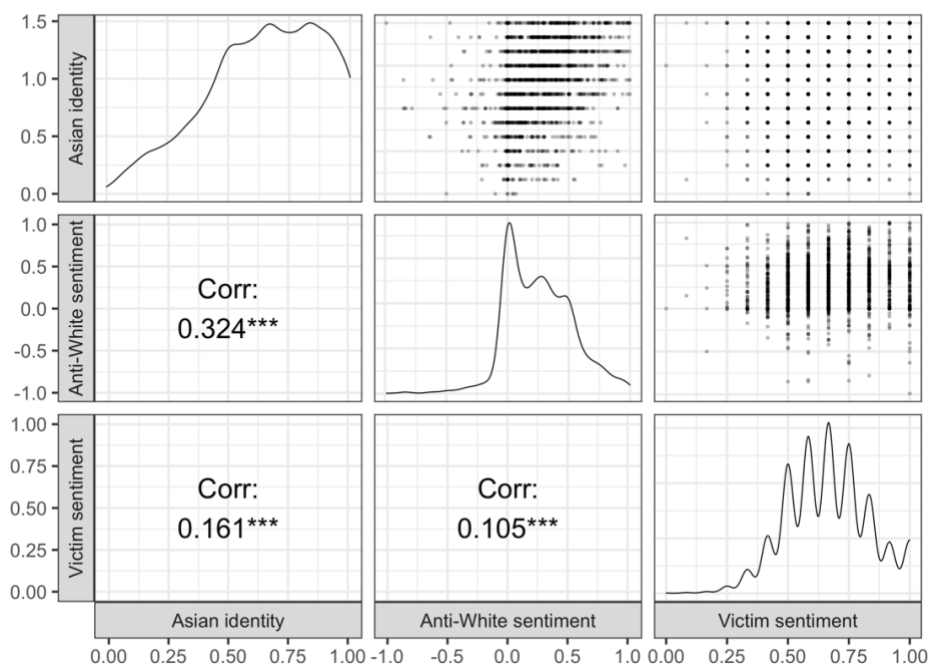 1.5
1.0
0.5
0.0
Asian identity
1.0
0.5
0.0
-0.5
-1.0
Anti-White sentiment
Corr:
0.324***
1.00
0.75
0.50
0.25
0.00
Victim sentiment
Corr:
0.161***
Corr:
0.105***
Asian identity
Anti-White sentiment
Victim sentiment
0.00 0.25 0.50 0.75 1.00
-1.0 -0.5 0.0 0.5 1.0
0.00 0.25 0.50 0.75 1.00